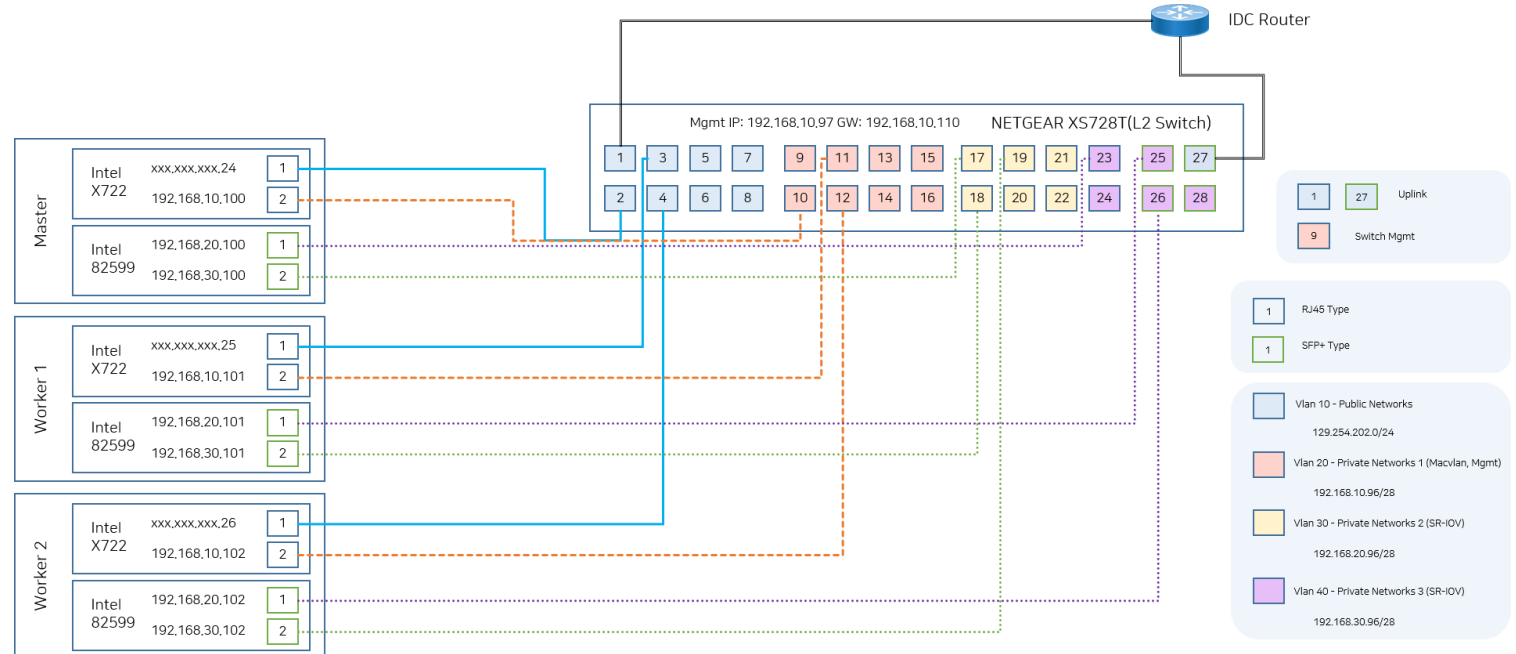 IDC Router
Mgmt IP: 192.168.10.97 GW: 192.168.10.110
NETGEAR XS728T(L2 Switch)
1 3 5 7 9 11 13 15 17 19 21 23 25 27
2 4 6 8 10 12 14 16 18 20 22 24 26 28
Master
Intel X722
xxx.xxx.xxx.24 1
192.168.10.100 2
Intel 82599
192.168.20.100 1
192.168.30.100 2
Worker 1
Intel X722
xxx.xxx.xxx.25 1
192.168.10.101 2
Intel 82599
192.168.20.101 1
192.168.30.101 2
Worker 2
Intel X722
xxx.xxx.xxx.26 1
192.168.10.102 2
Intel 82599
192.168.20.102 1
192.168.30.102 2
1 27 Uplink
9 Switch Mgmt
1 RJ45 Type
1 SFP+ Type
Vlan 10 - Public Networks
129.254.202.0/24
Vlan 20 - Private Networks 1 (Macvlan, Mgmt)
192.168.10.96/28
Vlan 30 - Private Networks 2 (SR-IOV)
192.168.20.96/28
Vlan 40 - Private Networks 3 (SR-IOV)
192.168.30.96/28